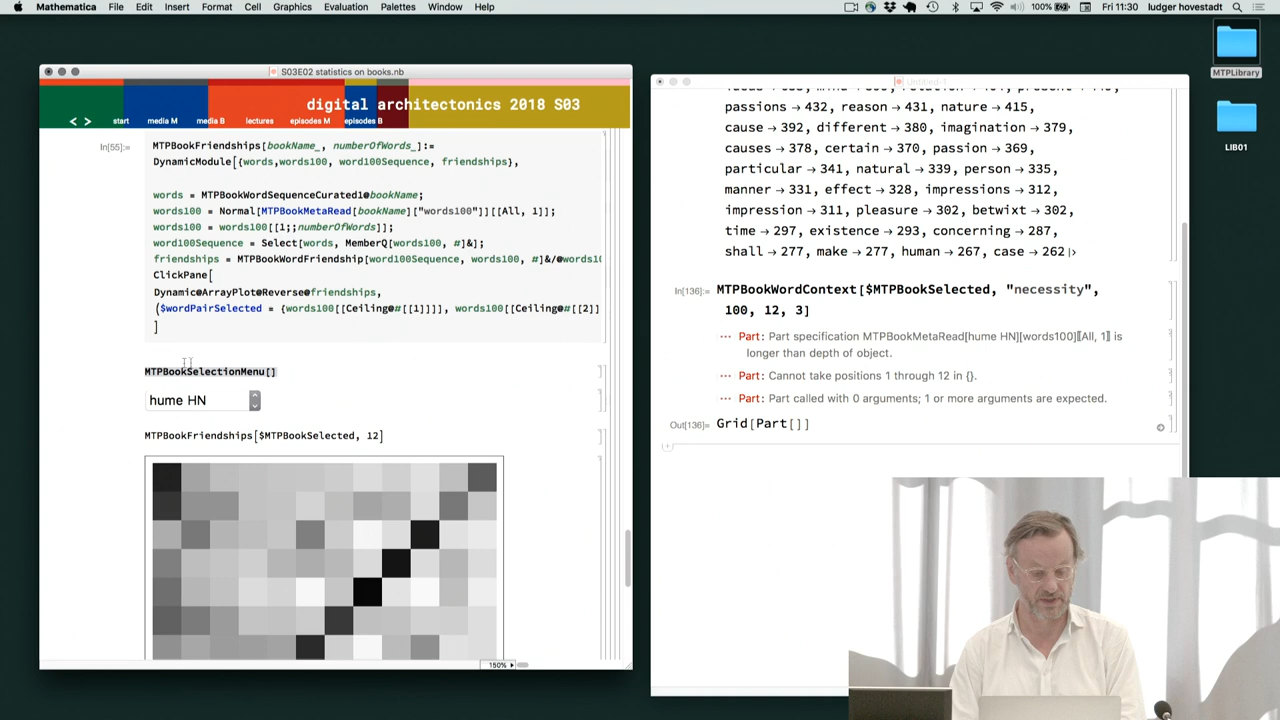 Mathematica File Edit Insert Format Cell Graphics Evaluation Palettes Window Help
100% Fri 11:30 ludger hovestadt
S03E02 statistics on books.nb
digital architectonics 2018 S03
< > start media M media B lectures episodes M episodes B
In[55]:= MTPBookFriendships[bookName_, numberOfWords_]:=
DynamicModule[{words,words100, word100Sequence, friendships},
words = MTPBookWordSequenceCurated1@bookName;
words100 = Normal[MTPBookMetaRead[bookName]["words100"]][[All, 1]];
words100 = words100[[1;;numberOfWords]];
word100Sequence = Select[words, MemberQ[words100, #]&];
friendships = MTPBookWordFriendship[word100Sequence, words100, #]&/@words10
ClickPane[
Dynamic@ArrayPlot@Reverse@friendships,
($wordPairSelected = {words100[[Ceiling@#[[1]]]], words100[[Ceiling@#[[2]]
]
MTPBookSelectionMenu[]
hume HN
MTPBookFriendships[$MTPBookSelected, 12]
150%
Untitled-1
passions → 432, reason → 431, nature → 415,
cause → 392, different → 380, imagination → 379,
causes → 378, certain → 370, passion → 369,
particular → 341, natural → 339, person → 335,
manner → 331, effect → 328, impressions → 312,
impression → 311, pleasure → 302, betwixt → 302,
time → 297, existence → 293, concerning → 287,
shall → 277, make → 277, human → 267, case → 262|>
In[136]:= MTPBookWordContext[$MTPBookSelected, "necessity",
100, 12, 3]
Part: Part specification MTPBookMetaRead[hume HN][words100][[All, 1]] is
longer than depth of object.
Part: Cannot take positions 1 through 12 in {}.
Part: Part called with 0 arguments; 1 or more arguments are expected.
Out[136]= Grid[Part[]]
MTPLibrary
LIB01